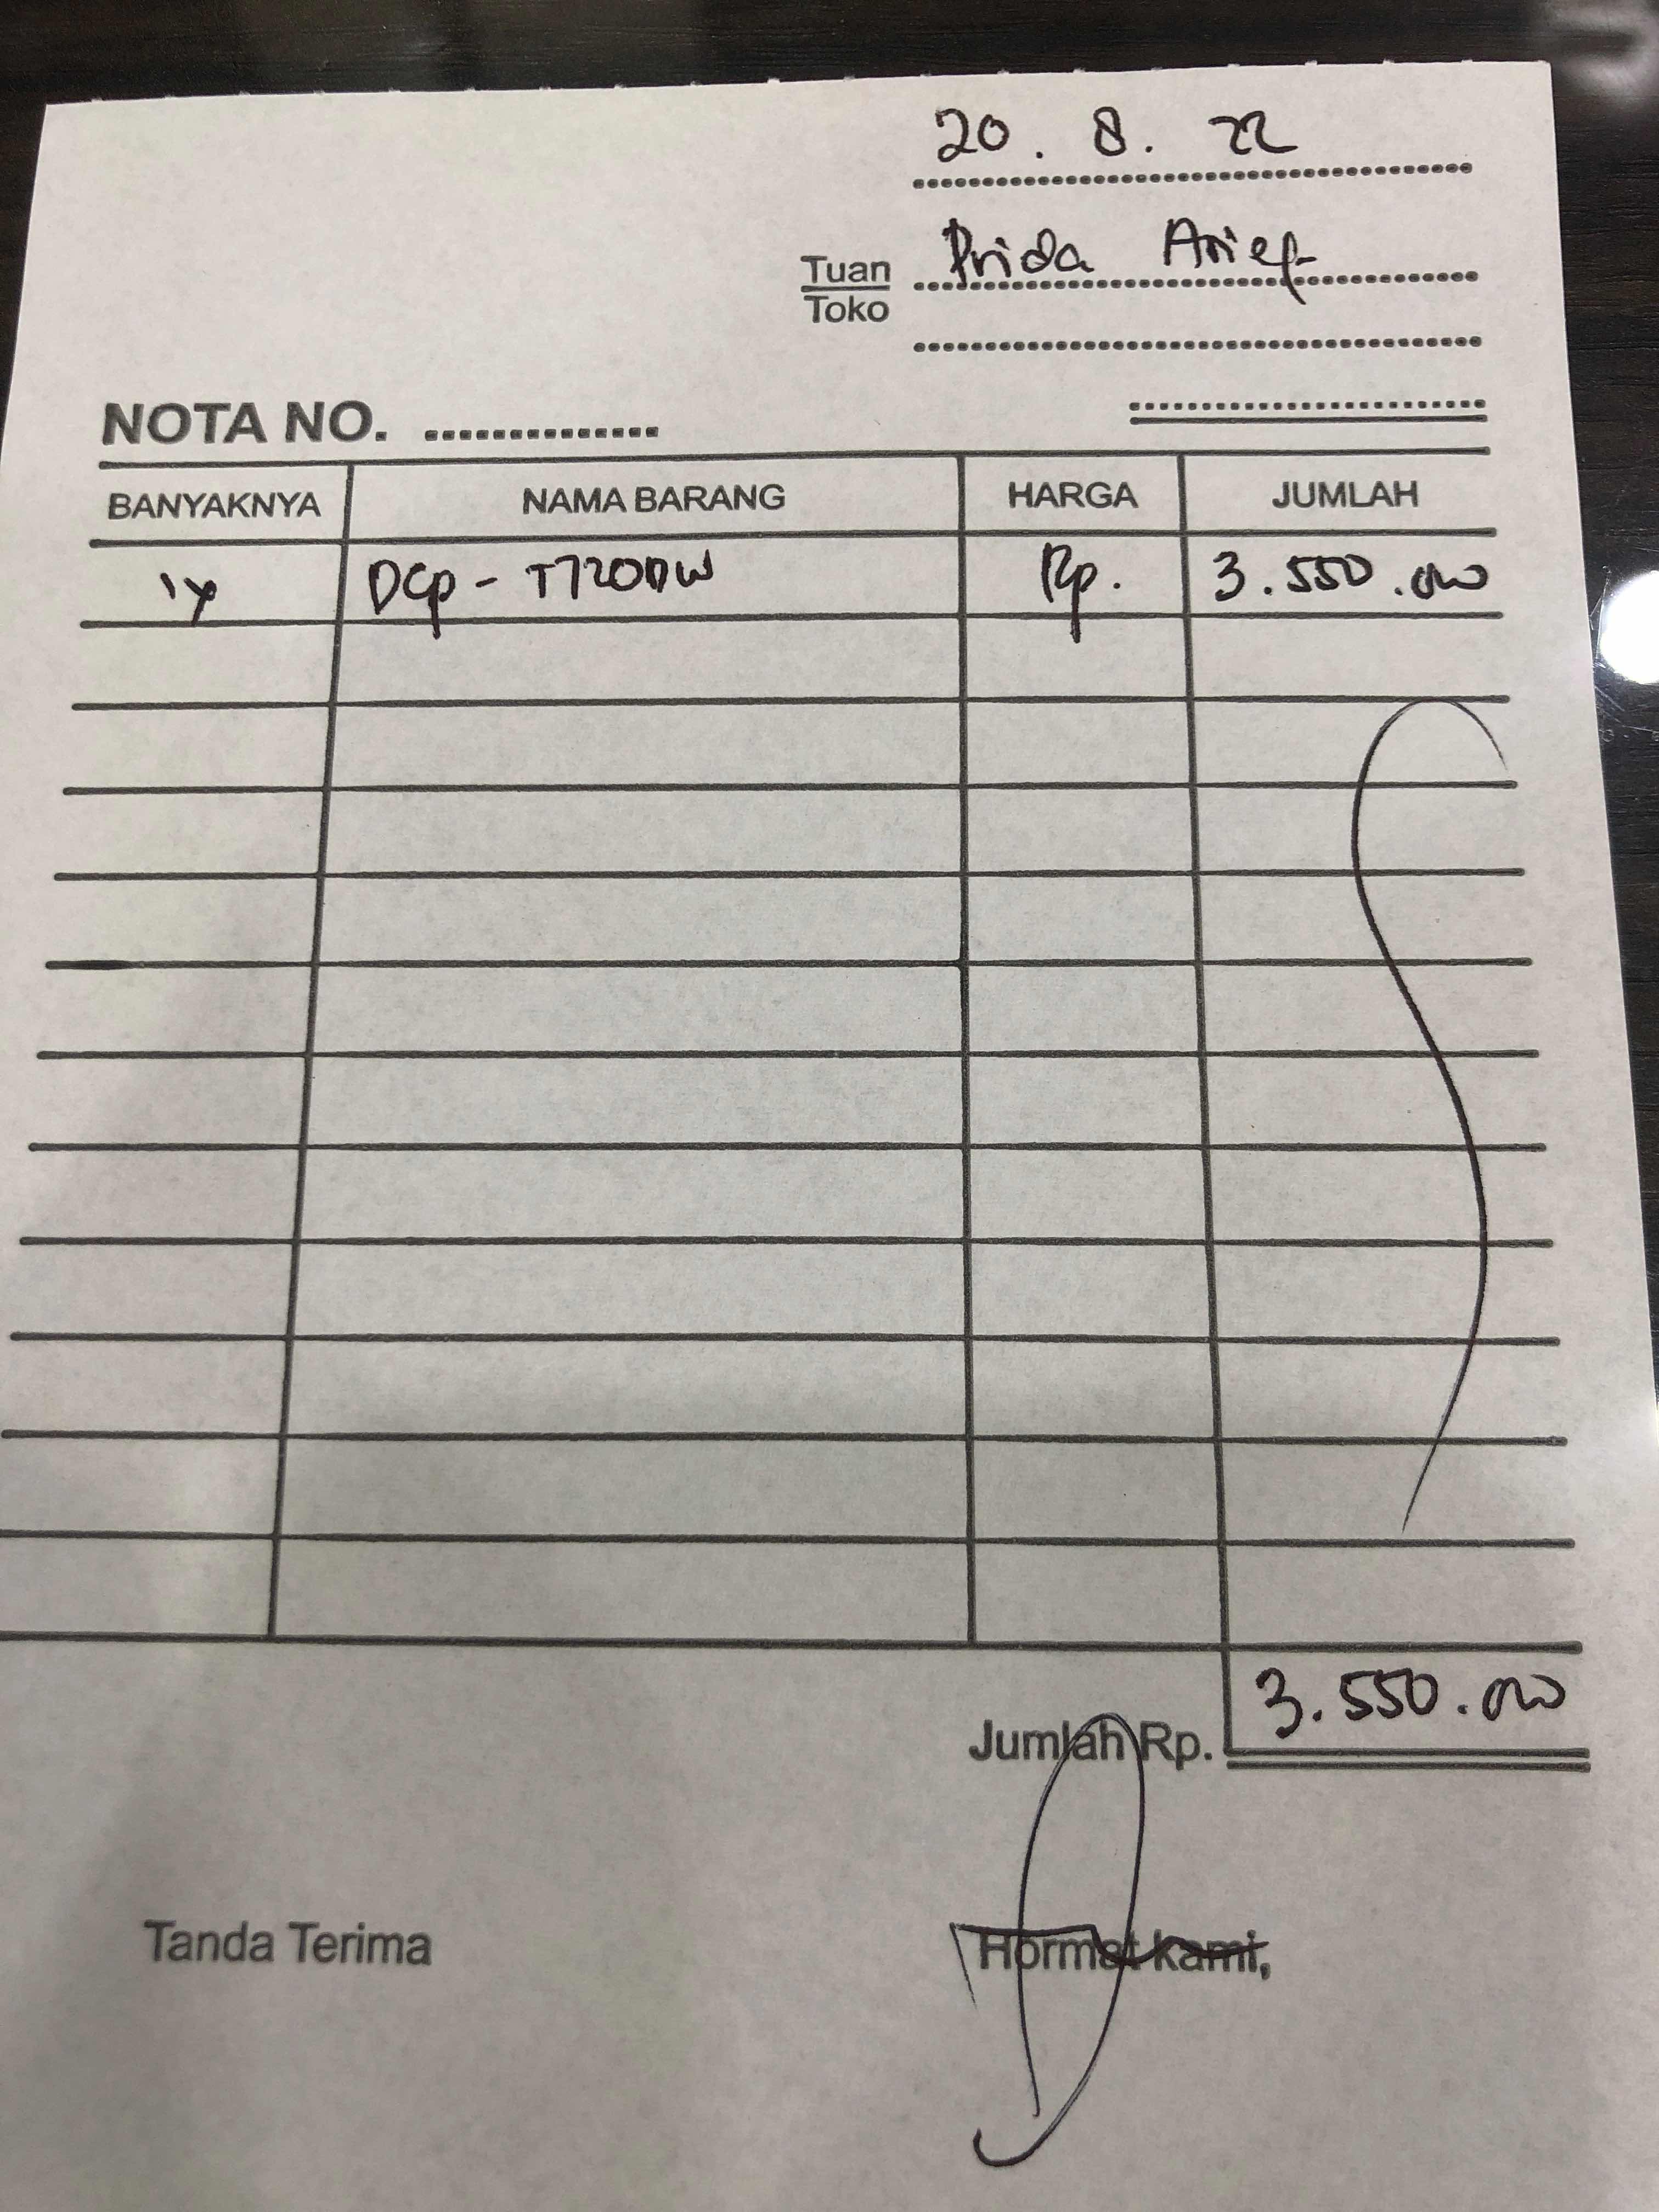 20. 8. 22
Tuan Prida Arief
Toko
NOTA NO. ...............
BANYAKNYA NAMA BARANG HARGA JUMLAH
1x DCp - T720DW Rp. 3.550.000
Jumlah Rp. 3.550.000
Tanda Terima Hormat kami,